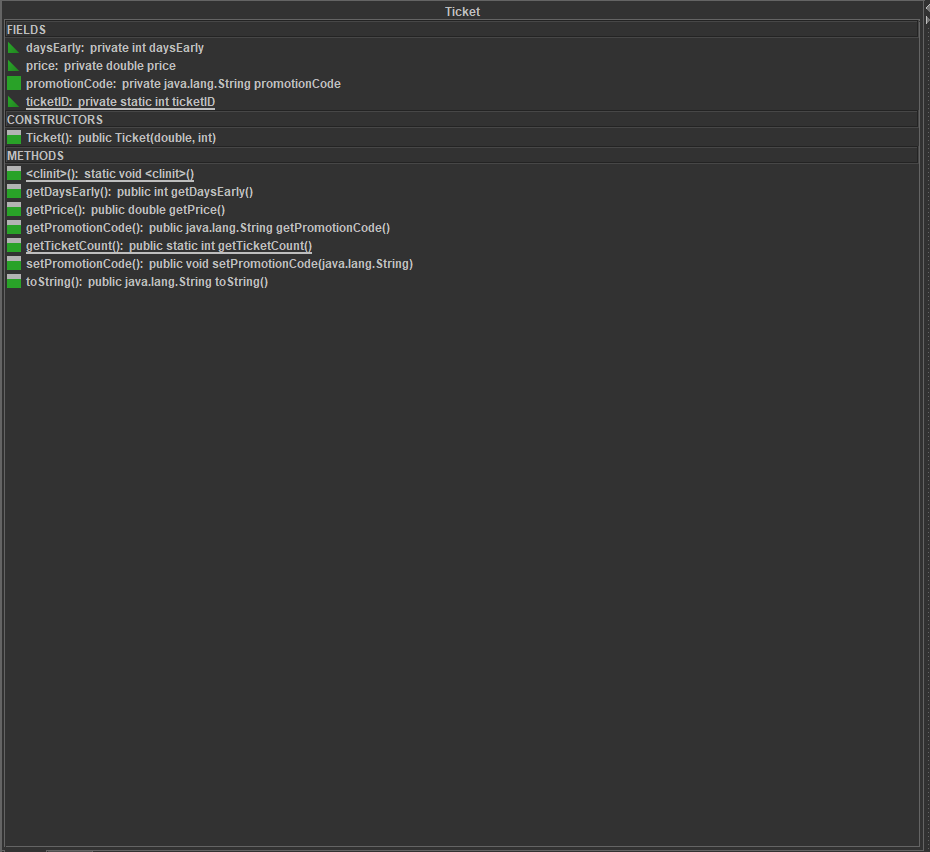 Ticket
FIELDS
daysEarly: private int daysEarly
price: private double price
promotionCode: private java.lang.String promotionCode
ticketID: private static int ticketID
CONSTRUCTORS
Ticket(): public Ticket(double, int)
METHODS
<clinit>(): static void <clinit>()
getDaysEarly(): public int getDaysEarly()
getPrice(): public double getPrice()
getPromotionCode(): public java.lang.String getPromotionCode()
getTicketCount(): public static int getTicketCount()
setPromotionCode(): public void setPromotionCode(java.lang.String)
toString(): public java.lang.String toString()